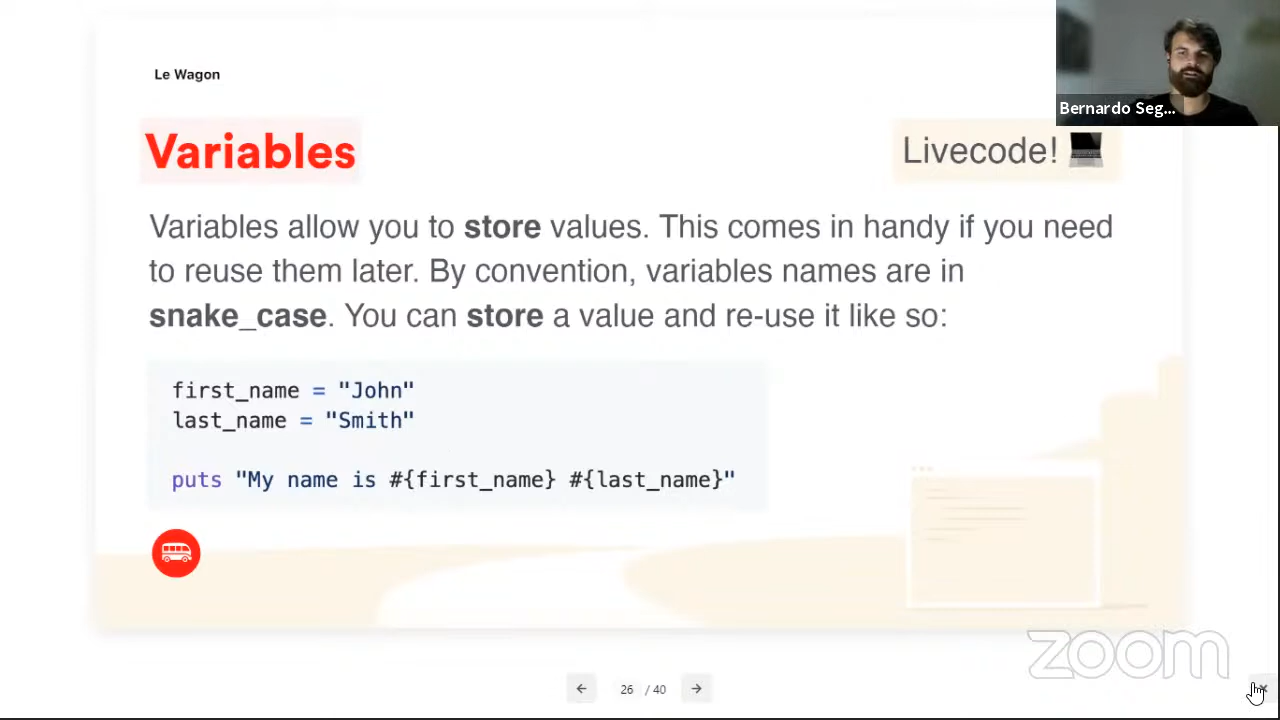 Le Wagon
Bernardo Seg...
Variables
Livecode!
Variables allow you to store values. This comes in handy if you need
to reuse them later. By convention, variables names are in
snake_case. You can store a value and re-use it like so:
first_name = "John"
last_name = "Smith"
puts "My name is #{first_name} #{last_name}"
zoom
26 / 40